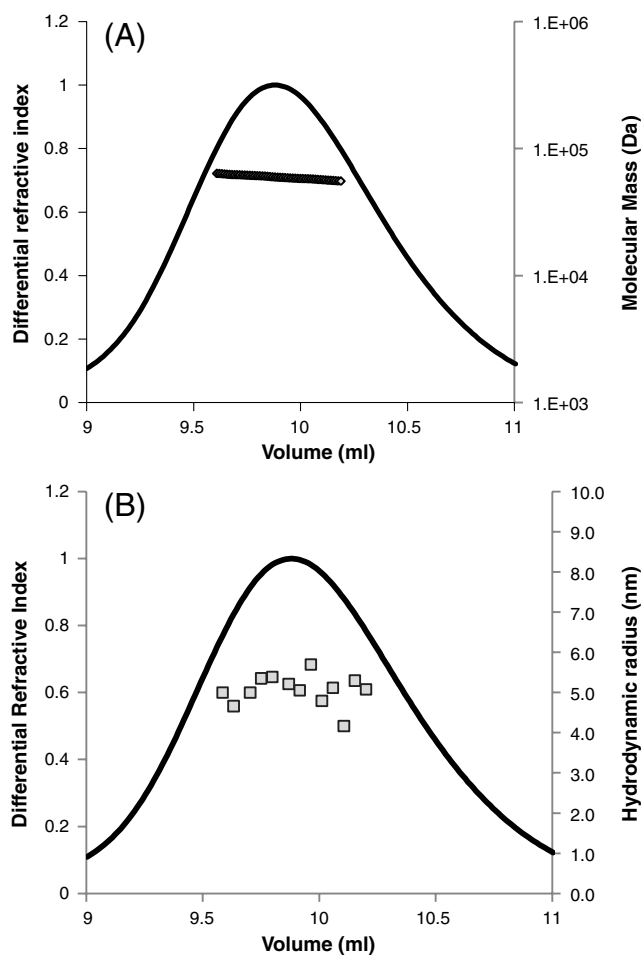 (A)
Differential refractive index
1.2
1
0.8
0.6
0.4
0.2
0
9
9.5
10
10.5
11
Volume (ml)
1.E+06
1.E+05
1.E+04
1.E+03
Molecular Mass (Da)
(B)
Differential Refractive Index
1.2
1
0.8
0.6
0.4
0.2
0
9
9.5
10
10.5
11
Volume (ml)
10.0
9.0
8.0
7.0
6.0
5.0
4.0
3.0
2.0
1.0
0.0
Hydrodynamic radius (nm)